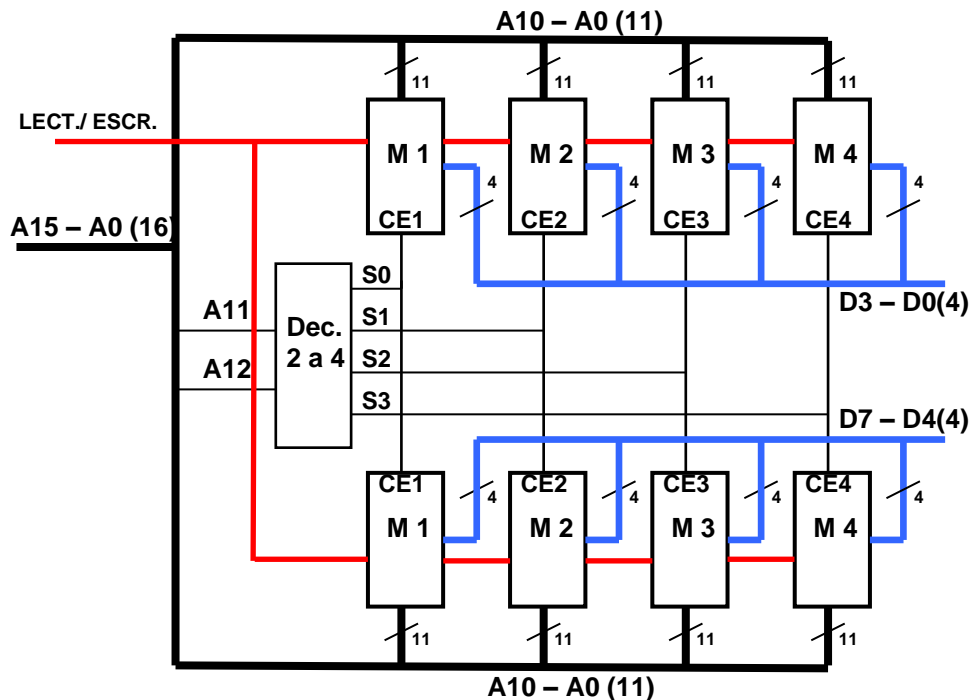 A10 – A0 (11)
11
11
11
11
LECT./ ESCR.
M 1
M 2
M 3
M 4
4
4
4
4
CE1
CE2
CE3
CE4
A15 – A0 (16)
S0
D3 – D0(4)
A11
Dec.
2 a 4
S1
A12
S2
S3
D7 – D4(4)
CE1
CE2
CE3
CE4
4
4
4
4
M 1
M 2
M 3
M 4
11
11
11
11
A10 – A0 (11)